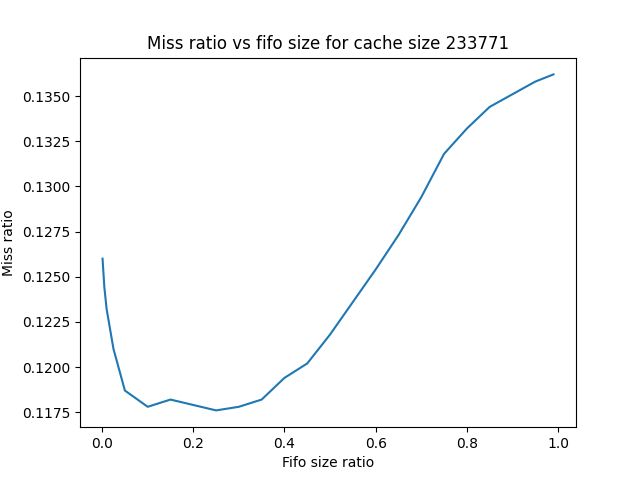 Miss ratio vs fifo size for cache size 233771
0.1350
0.1325
0.1300
0.1275
0.1250
0.1225
0.1200
0.1175
Miss ratio
0.0 0.2 0.4 0.6 0.8 1.0
Fifo size ratio